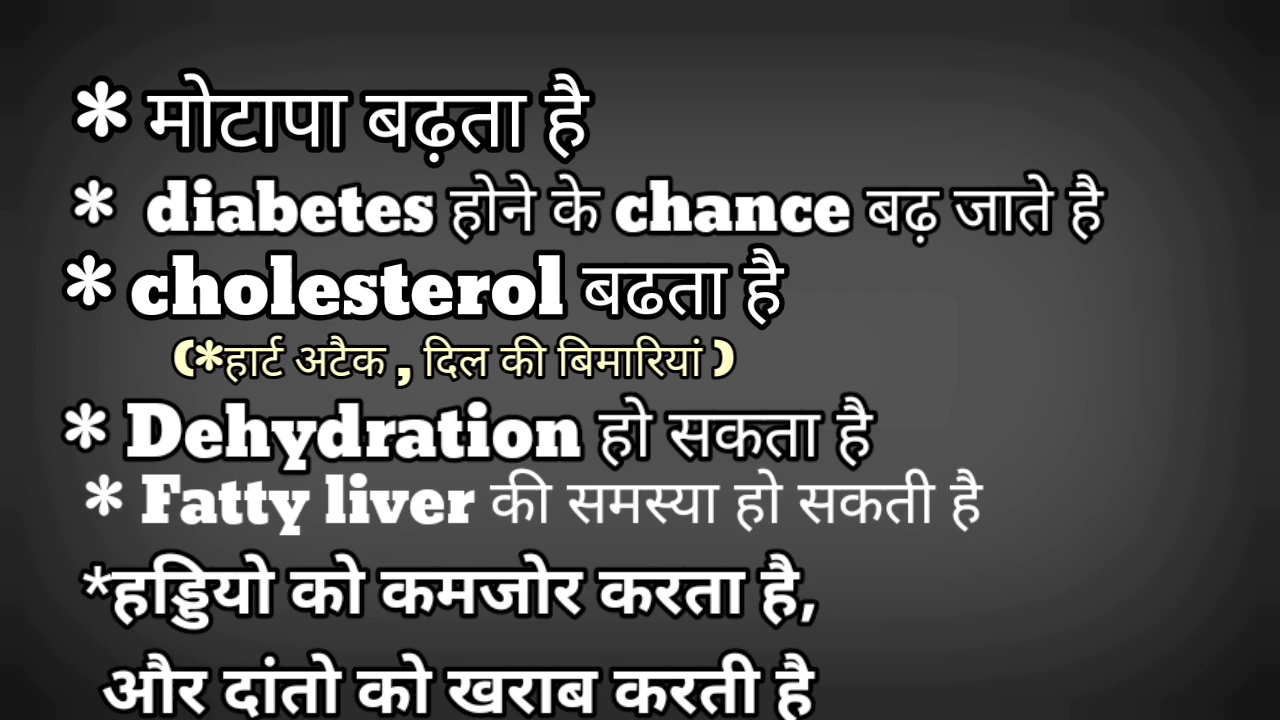 * मोटापा बढ़ता है
* diabetes होने के chance बढ़ जाते है
* cholesterol बढता है
(*हार्ट अटैक , दिल की बिमारियां )
* Dehydration हो सकता है
* Fatty liver की समस्या हो सकती है
*हड्डियो को कमजोर करता है,
और दांतो को खराब करती है